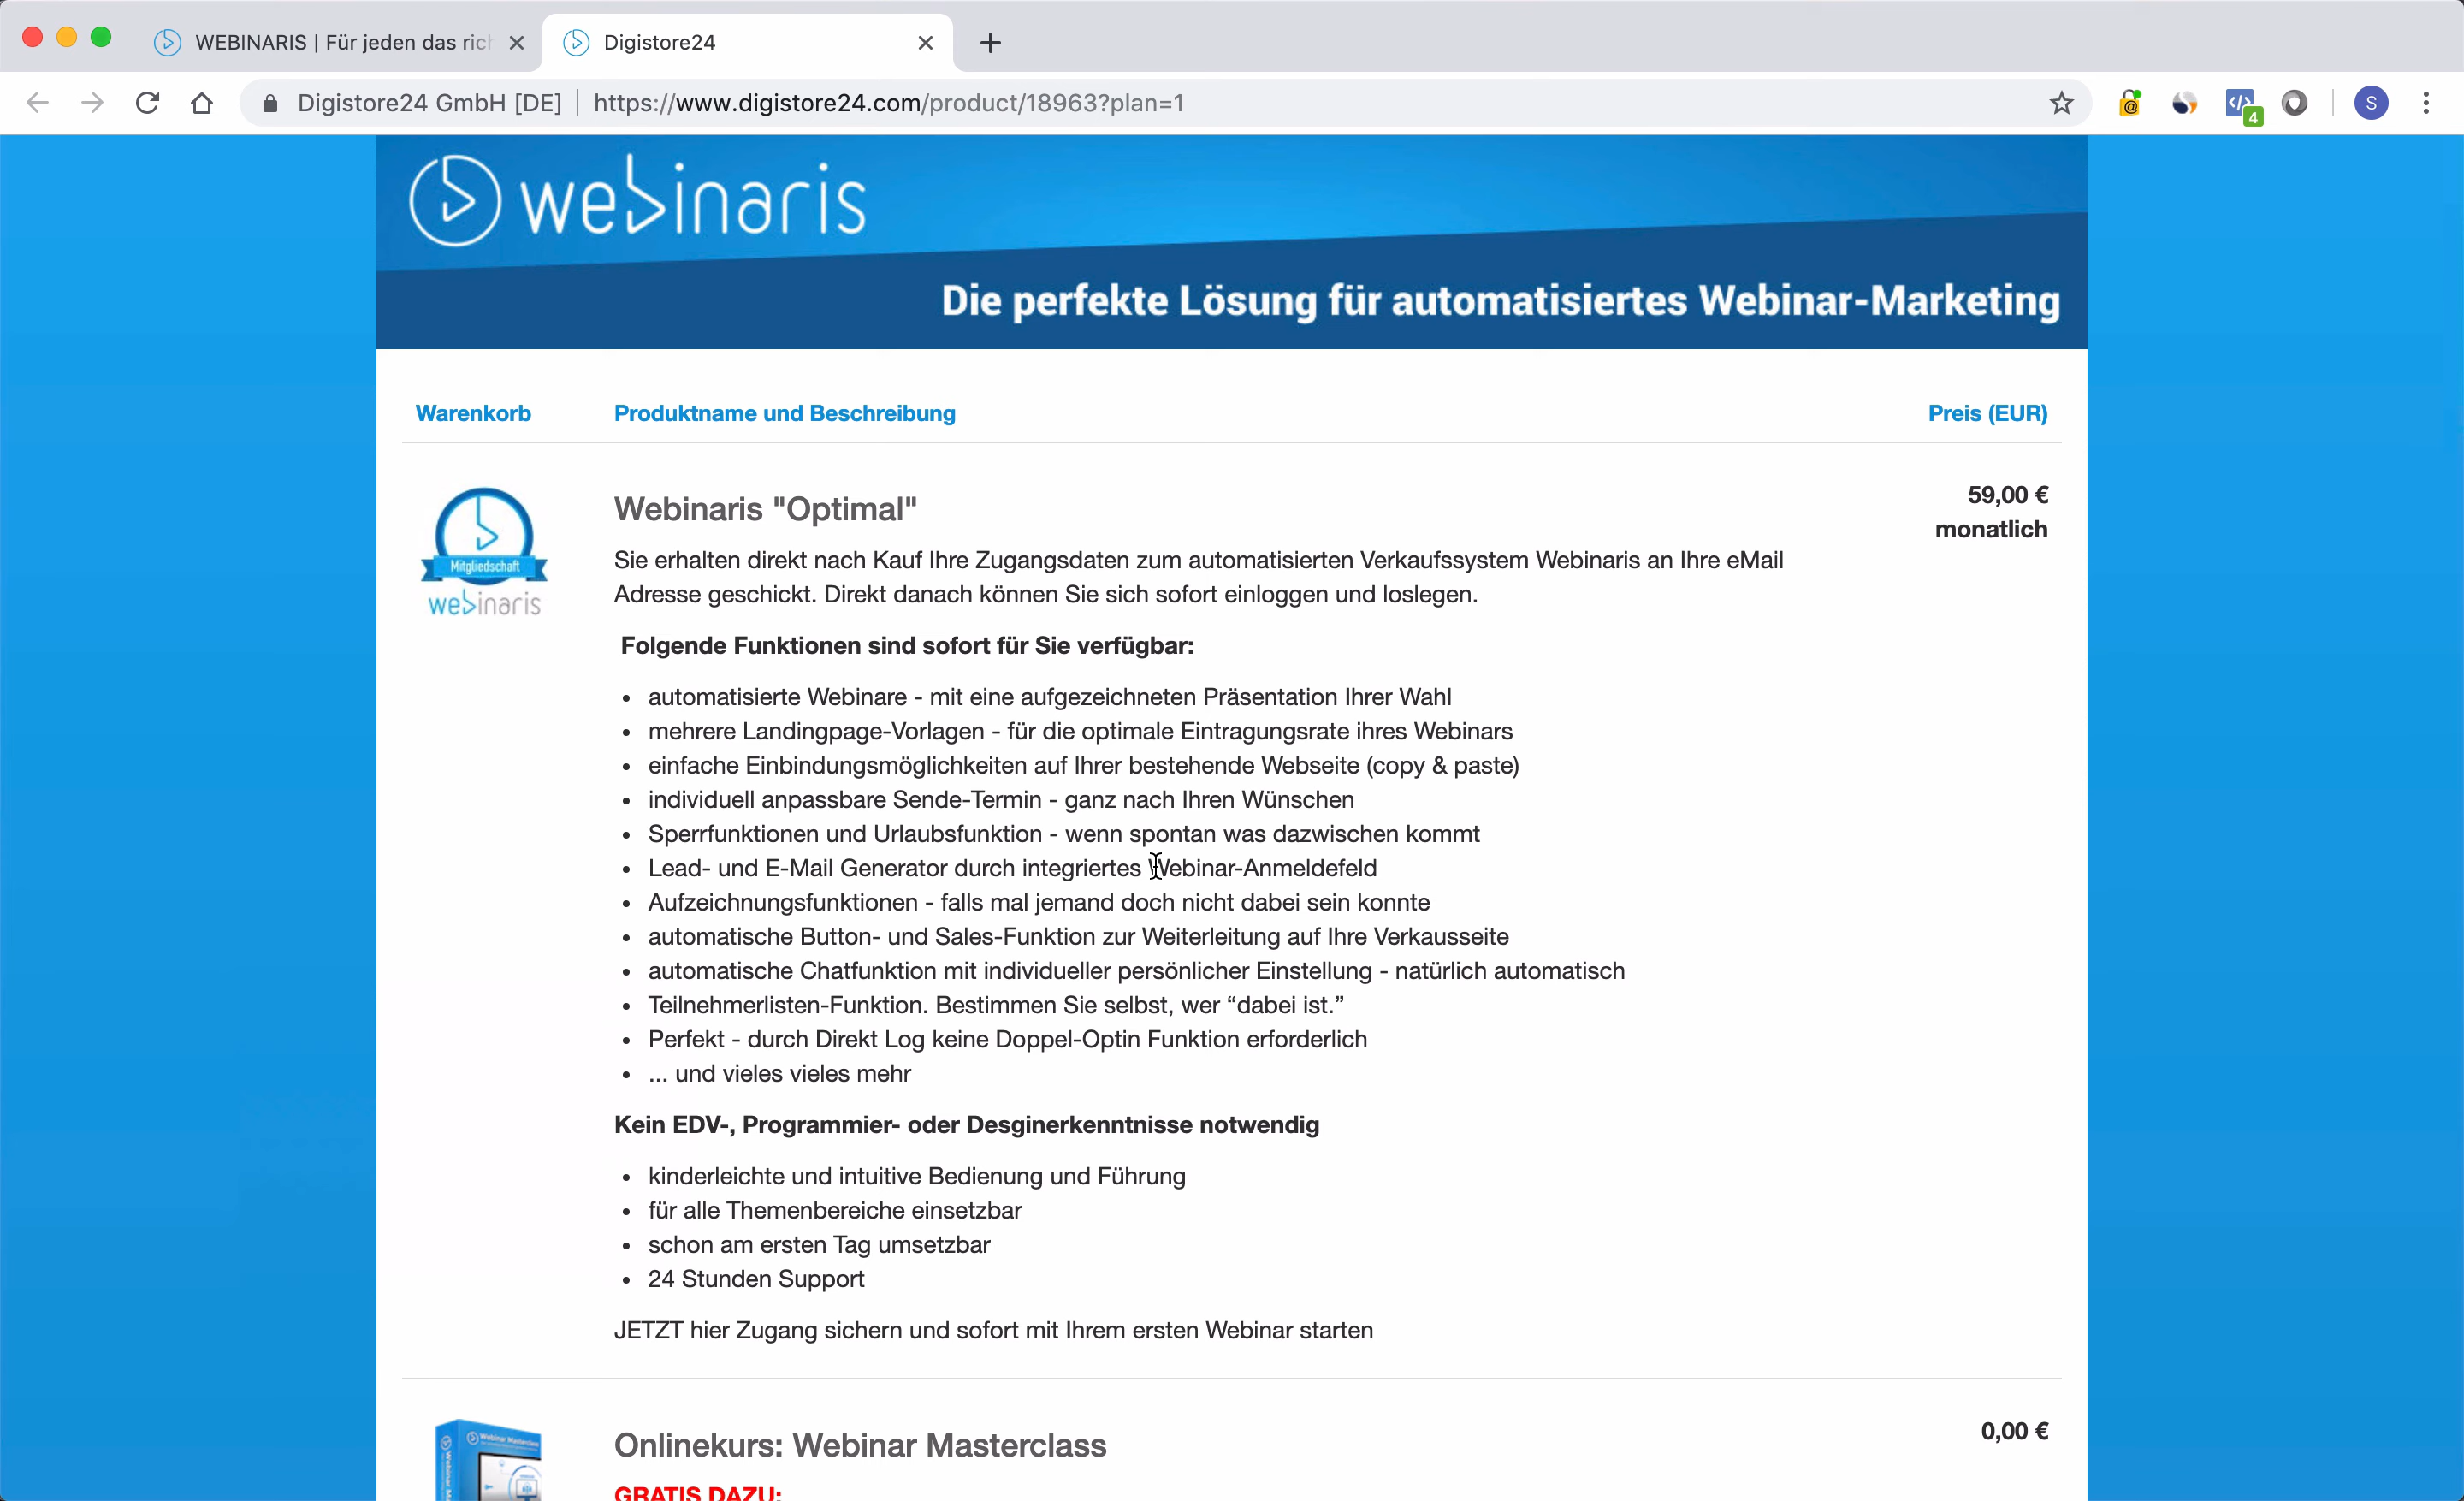 WEBINARIS | Für jeden das rich
Digistore24
Digistore24 GmbH [DE] | https://www.digistore24.com/product/18963?plan=1
S
4
webinaris
Die perfekte Lösung für automatisiertes Webinar-Marketing
Warenkorb Produktname und Beschreibung Preis (EUR)
Mitgliedschaft
webinaris
Webinaris "Optimal"
59,00 €
monatlich
Sie erhalten direkt nach Kauf Ihre Zugangsdaten zum automatisierten Verkaufssystem Webinaris an Ihre eMail
Adresse geschickt. Direkt danach können Sie sich sofort einloggen und loslegen.
Folgende Funktionen sind sofort für Sie verfügbar:
• automatisierte Webinare - mit eine aufgezeichneten Präsentation Ihrer Wahl
• mehrere Landingpage-Vorlagen - für die optimale Eintragungsrate ihres Webinars
• einfache Einbindungsmöglichkeiten auf Ihrer bestehende Webseite (copy & paste)
• individuell anpassbare Sende-Termin - ganz nach Ihren Wünschen
• Sperrfunktionen und Urlaubsfunktion - wenn spontan was dazwischen kommt
• Lead- und E-Mail Generator durch integriertes Webinar-Anmeldefeld
• Aufzeichnungsfunktionen - falls mal jemand doch nicht dabei sein konnte
• automatische Button- und Sales-Funktion zur Weiterleitung auf Ihre Verkausseite
• automatische Chatfunktion mit individueller persönlicher Einstellung - natürlich automatisch
• Teilnehmerlisten-Funktion. Bestimmen Sie selbst, wer “dabei ist.”
• Perfekt - durch Direkt Log keine Doppel-Optin Funktion erforderlich
• ... und vieles vieles mehr
Kein EDV-, Programmier- oder Desginerkenntnisse notwendig
• kinderleichte und intuitive Bedienung und Führung
• für alle Themenbereiche einsetzbar
• schon am ersten Tag umsetzbar
• 24 Stunden Support
JETZT hier Zugang sichern und sofort mit Ihrem ersten Webinar starten
Webinar Masterclass
Onlinekurs: Webinar Masterclass
0,00 €
GRATIS DAZU: